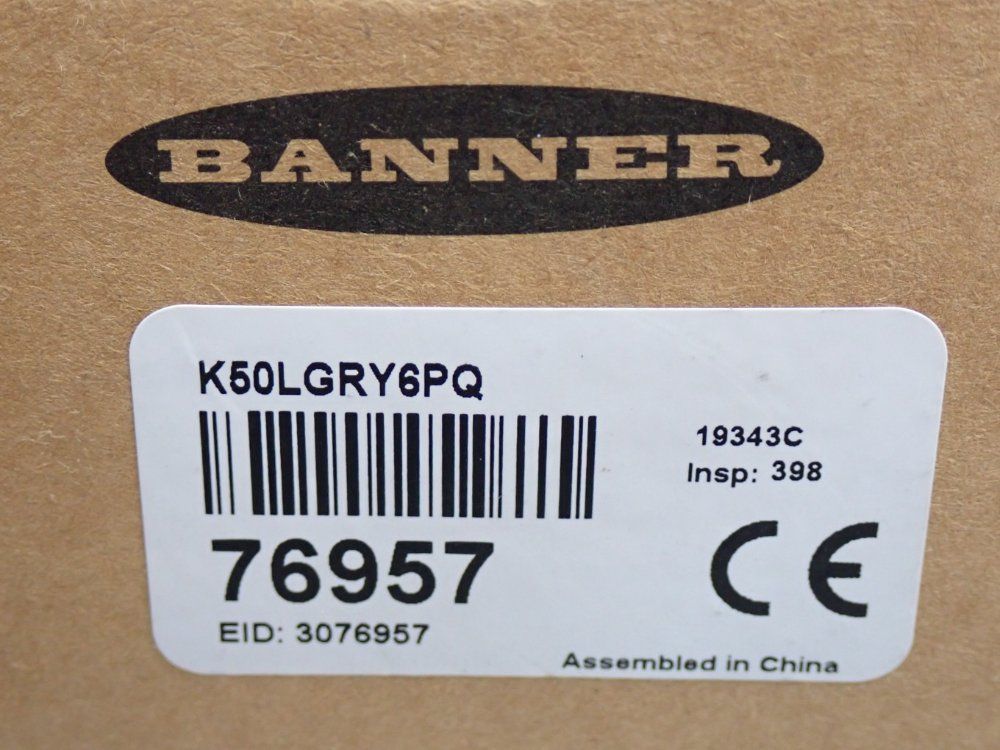 BANNER
K50LGRY6PQ
19343C
Insp: 398
76957
EID: 3076957
CE
Assembled in China